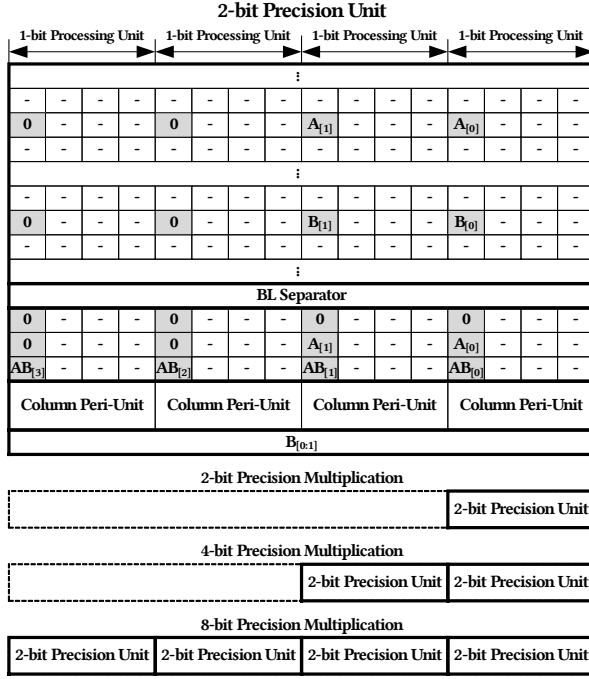 2-bit Precision Unit
1-bit Processing Unit 1-bit Processing Unit 1-bit Processing Unit 1-bit Processing Unit
⋮
- - - - - - - - - - - - - - - -
0 - - - 0 - - - A[1] - - - A[0] - - -
- - - - - - - - - - - - - - - -
⋮
- - - - - - - - - - - - - - - -
0 - - - 0 - - - B[1] - - - B[0] - - -
- - - - - - - - - - - - - - - -
⋮
BL Separator
0 - - - 0 - - - 0 - - - 0 - - -
0 - - - 0 - - - A[1] - - - A[0] - - -
AB[3] - - - AB[2] - - - AB[1] - - - AB[0] - - -
Column Peri-Unit Column Peri-Unit Column Peri-Unit Column Peri-Unit
B[0:1]
2-bit Precision Multiplication
2-bit Precision Unit
4-bit Precision Multiplication
2-bit Precision Unit 2-bit Precision Unit
8-bit Precision Multiplication
2-bit Precision Unit 2-bit Precision Unit 2-bit Precision Unit 2-bit Precision Unit